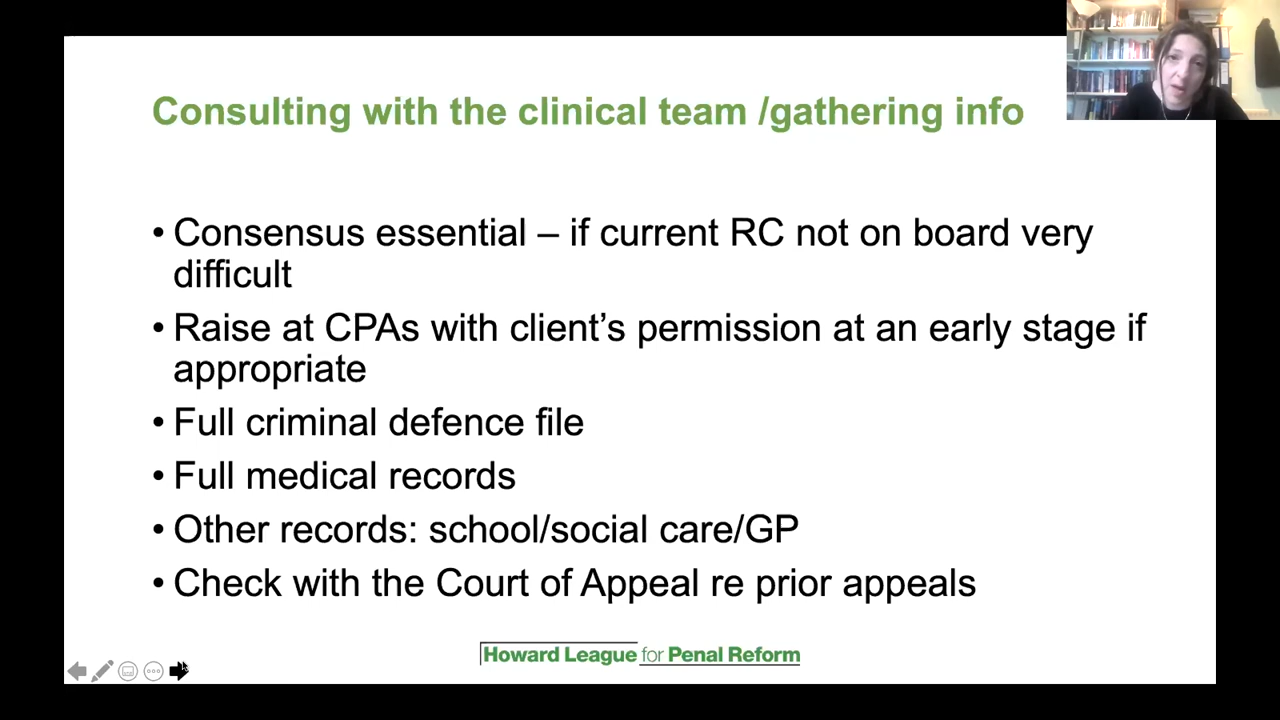 Consulting with the clinical team /gathering info
• Consensus essential – if current RC not on board very
difficult
• Raise at CPAs with client’s permission at an early stage if
appropriate
• Full criminal defence file
• Full medical records
• Other records: school/social care/GP
• Check with the Court of Appeal re prior appeals
Howard League for Penal Reform